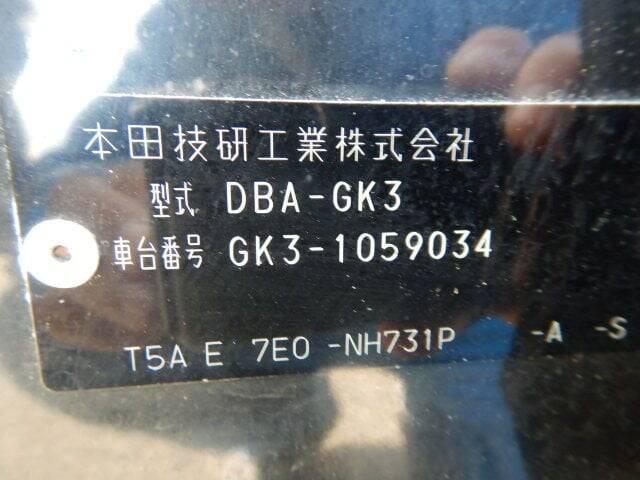 本田技研工業株式会社
型式 DBA-GK3
車台番号 GK3-1059034
T5A E 7E0 -NH731P -A -S